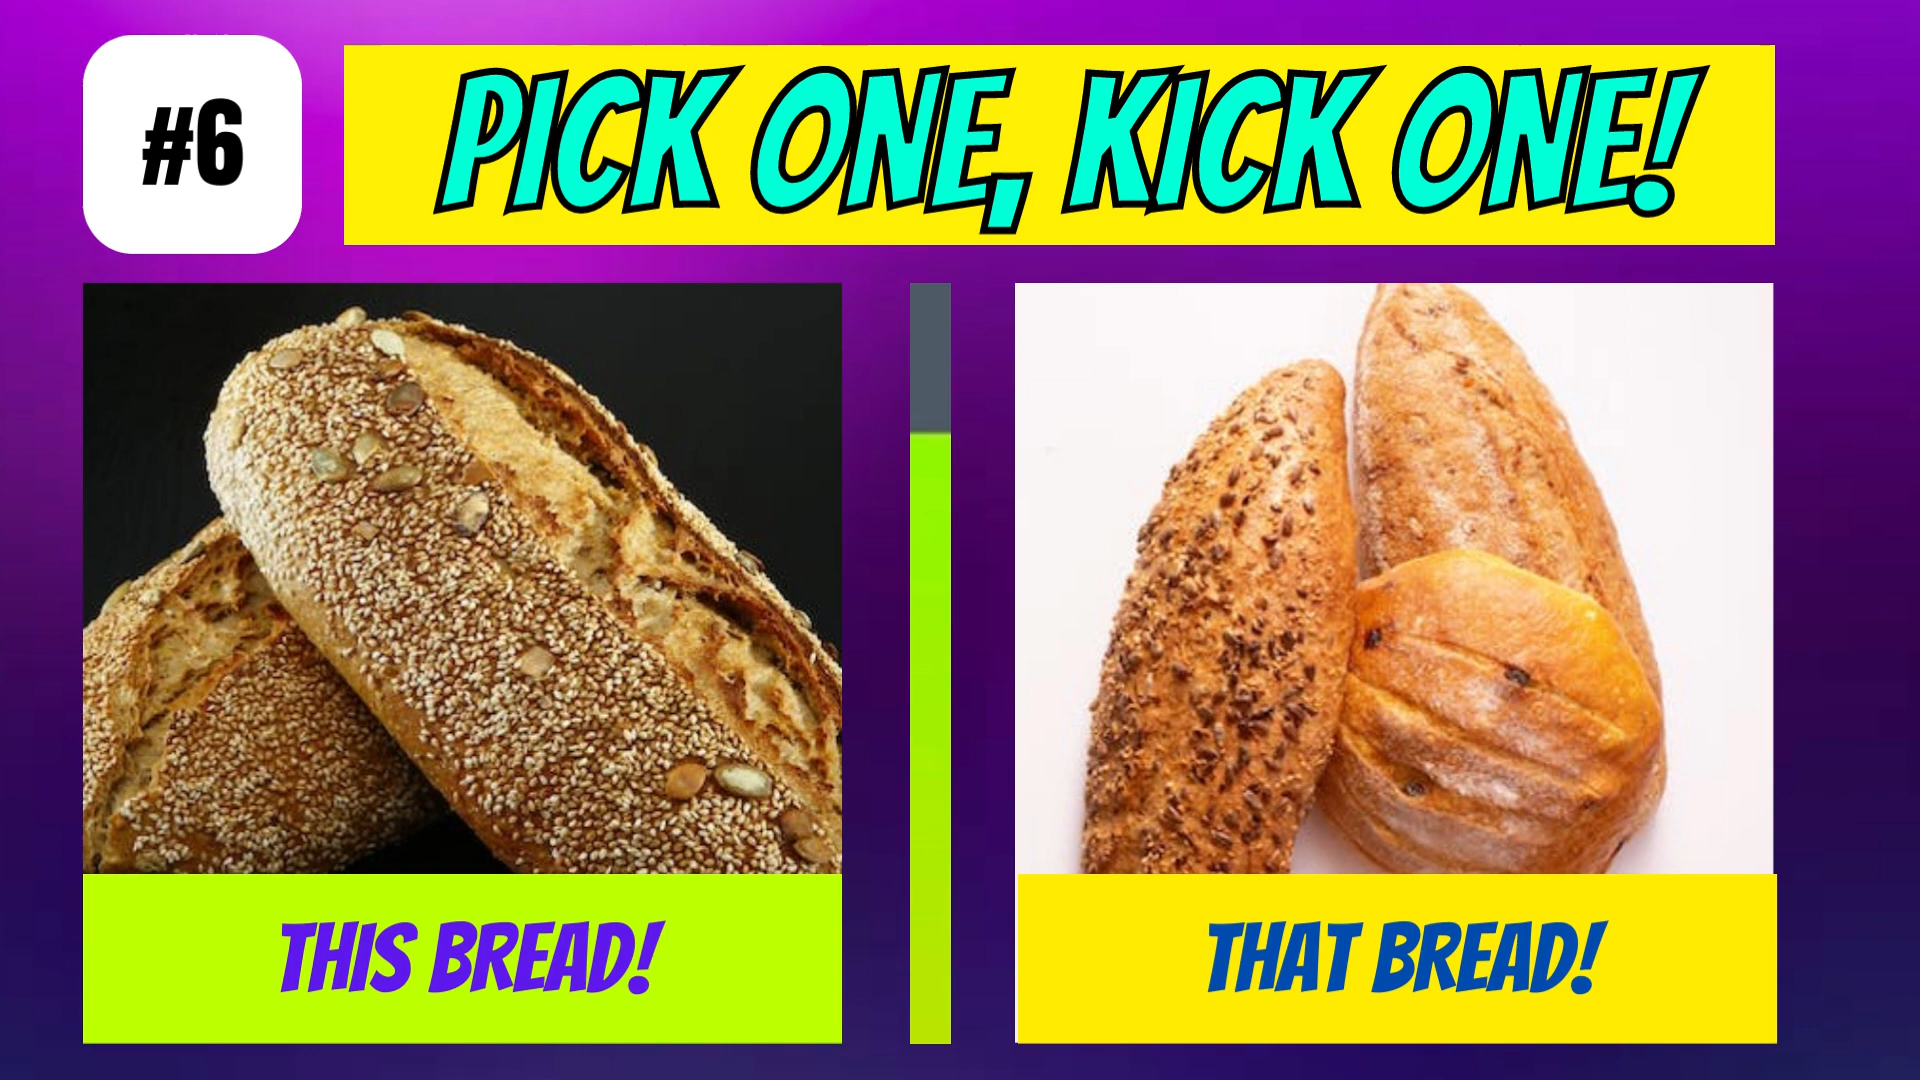 #6
PICK ONE, KICK ONE!
THIS BREAD!
THAT BREAD!